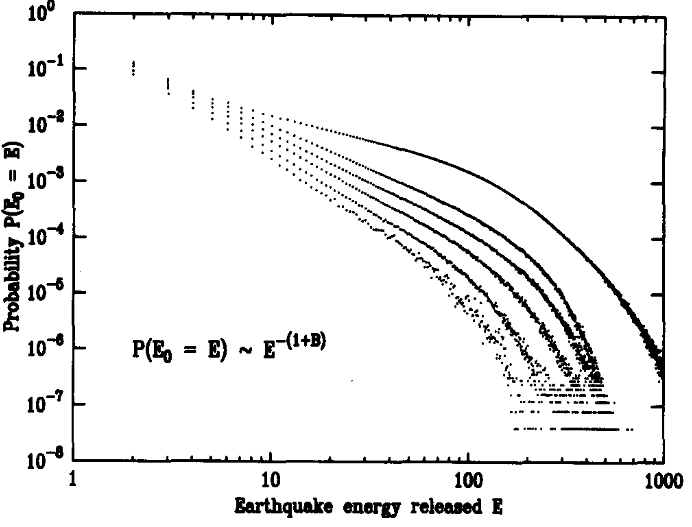 10⁰
10⁻¹
10⁻²
10⁻³
10⁻⁴
10⁻⁵
10⁻⁶
10⁻⁷
10⁻⁸
Probability P(E₀ = E)
P(E₀ = E) ~ E⁻⁽¹⁺ᴮ⁾
1 10 100 1000
Earthquake energy released E